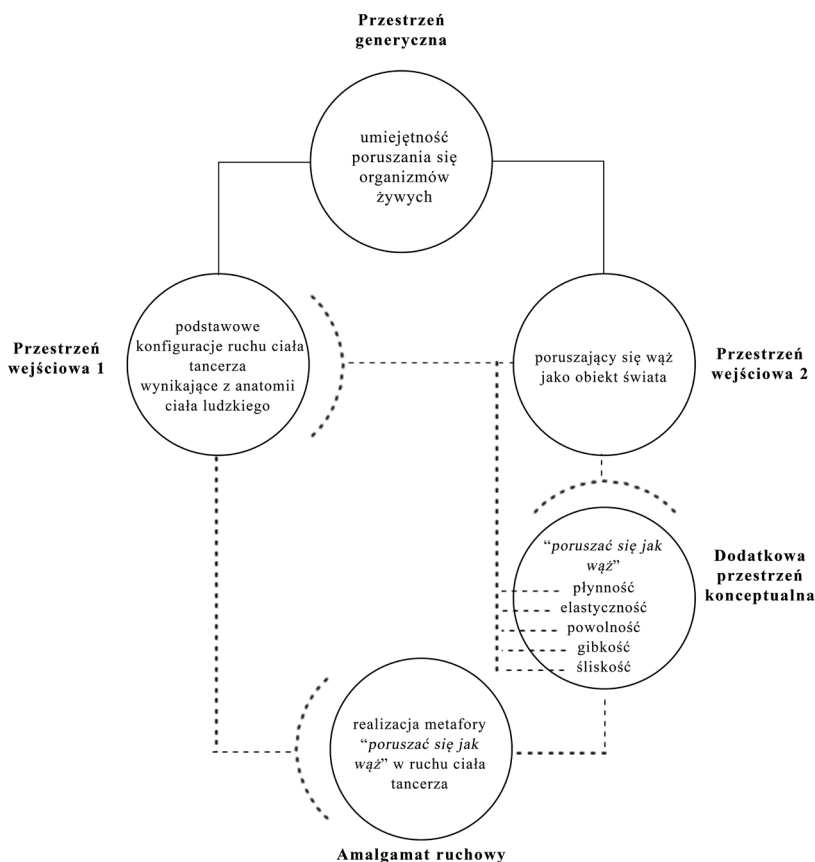 Przestrzeń
generyczna
umiejętność
poruszania się
organizmów
żywych
Przestrzeń
wejściowa 1
podstawowe
konfiguracje ruchu ciała
tancerza
wynikające z anatomii
ciała ludzkiego
poruszający się wąż
jako obiekt świata
Przestrzeń
wejściowa 2
“poruszać się jak
wąż”
płynność
elastyczność
powolność
gibkość
śliskość
Dodatkowa
przestrzeń
konceptualna
realizacja metafory
“poruszać się jak
wąż” w ruchu ciała
tancerza
Amalgamat ruchowy